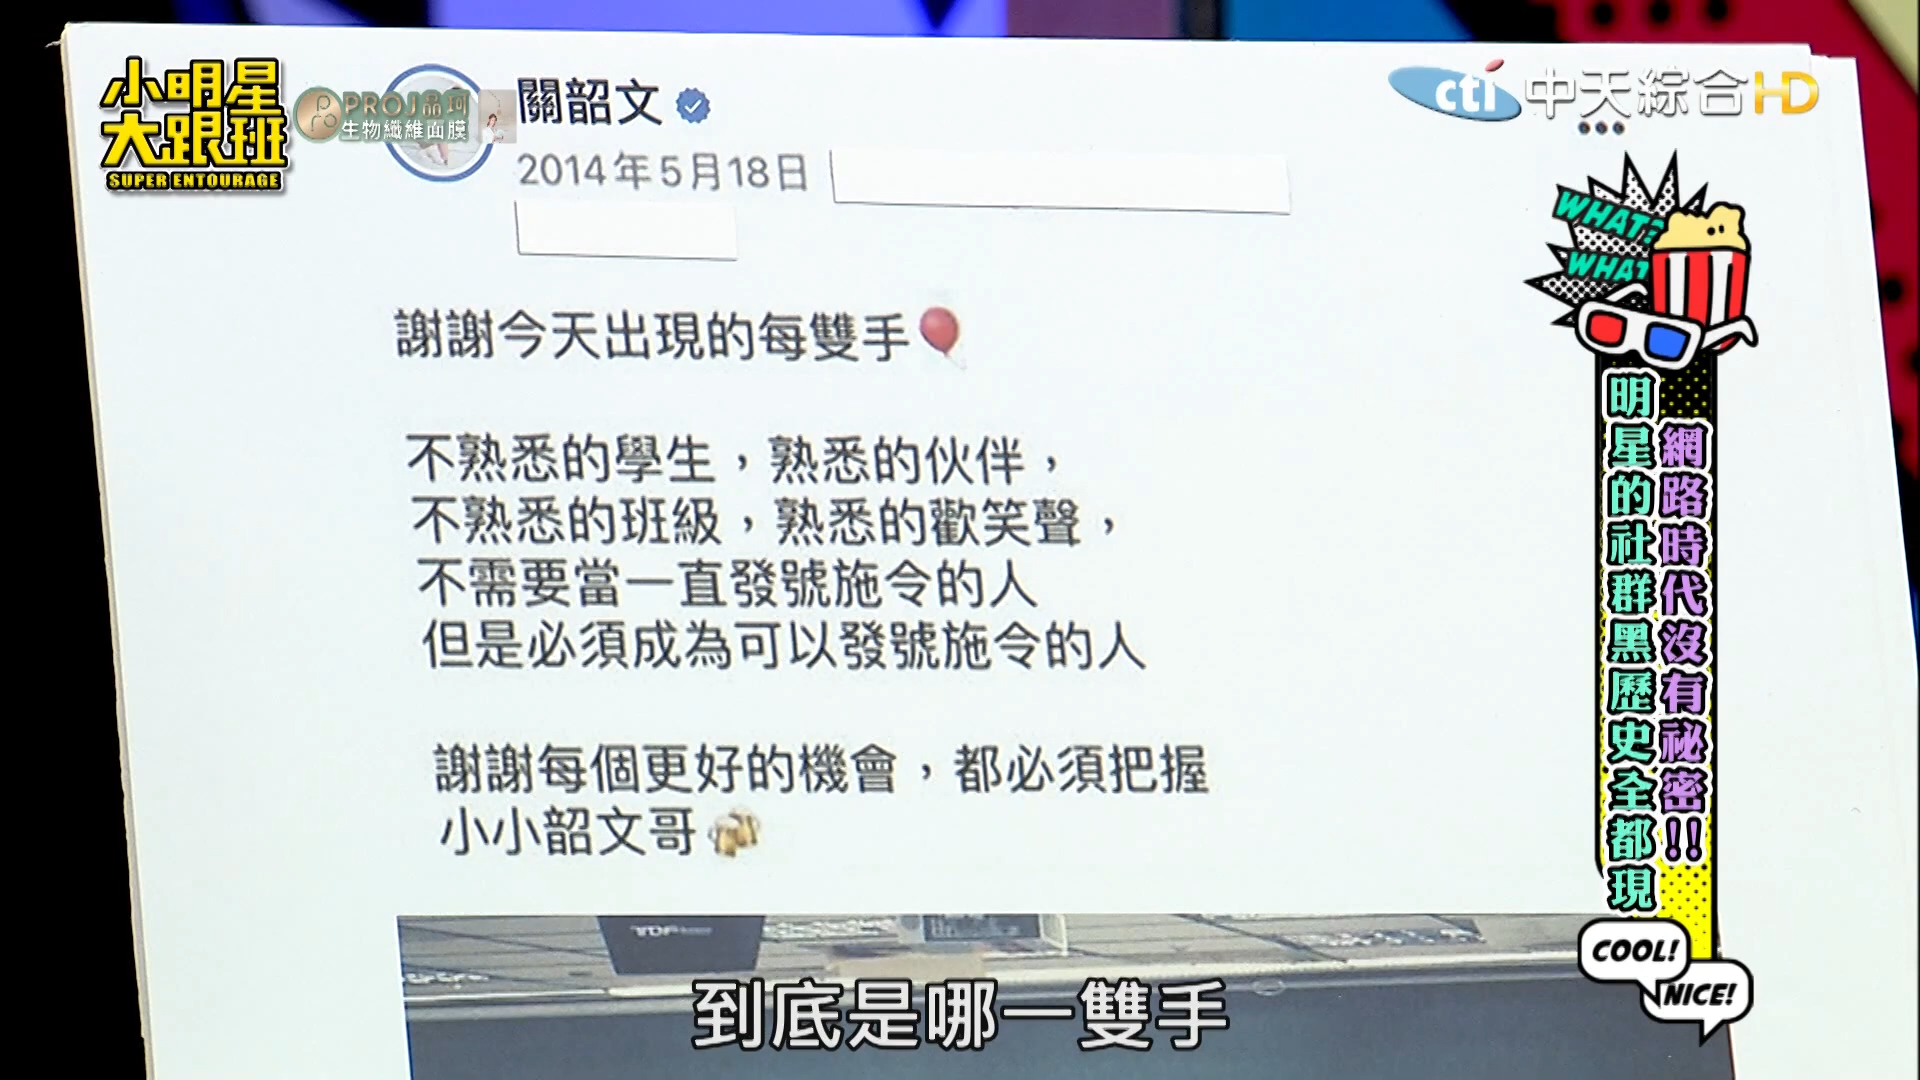 小明星
大跟班
SUPER ENTOURAGE
PROJ品珂
生物纖維面膜
關韶文
2014年5月18日
cti 中天綜合HD
WHAT?
WHAT
謝謝今天出現的每雙手
不熟悉的學生，熟悉的伙伴，
不熟悉的班級，熟悉的歡笑聲，
不需要當一直發號施令的人
但是必須成為可以發號施令的人
謝謝每個更好的機會，都必須把握
小小韶文哥
網路時代沒有祕密!!
明星的社群黑歷史全都現
COOL!
NICE!
TDP
到底是哪一雙手